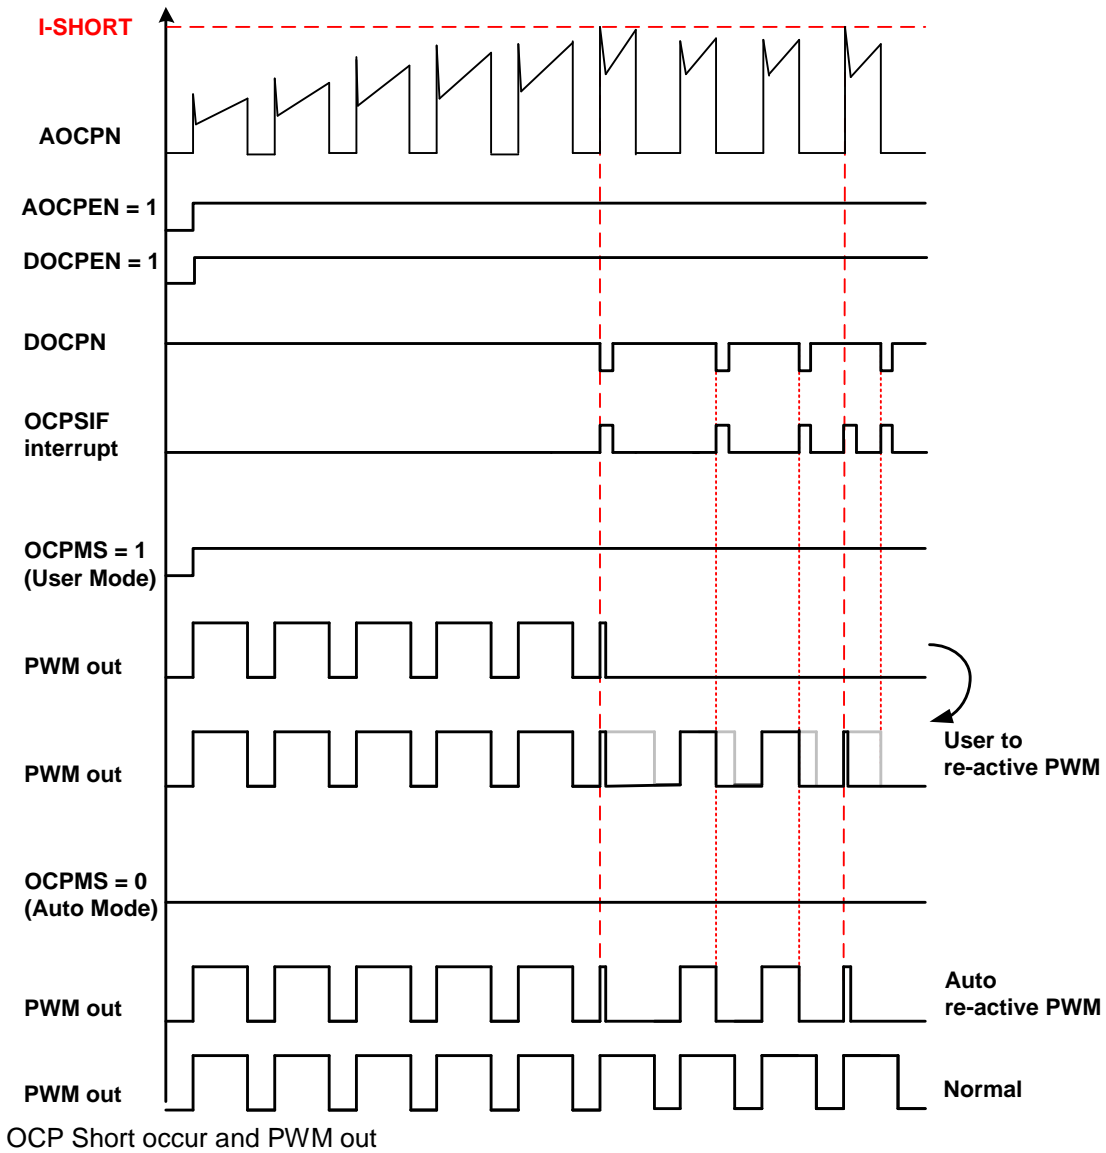 I-SHORT
AOCPN
AOCPEN = 1
DOCPEN = 1
DOCPN
OCPSIF
interrupt
OCPMS = 1
(User Mode)
PWM out
PWM out
User to
re-active PWM
OCPMS = 0
(Auto Mode)
PWM out
Auto
re-active PWM
PWM out
Normal
OCP Short occur and PWM out